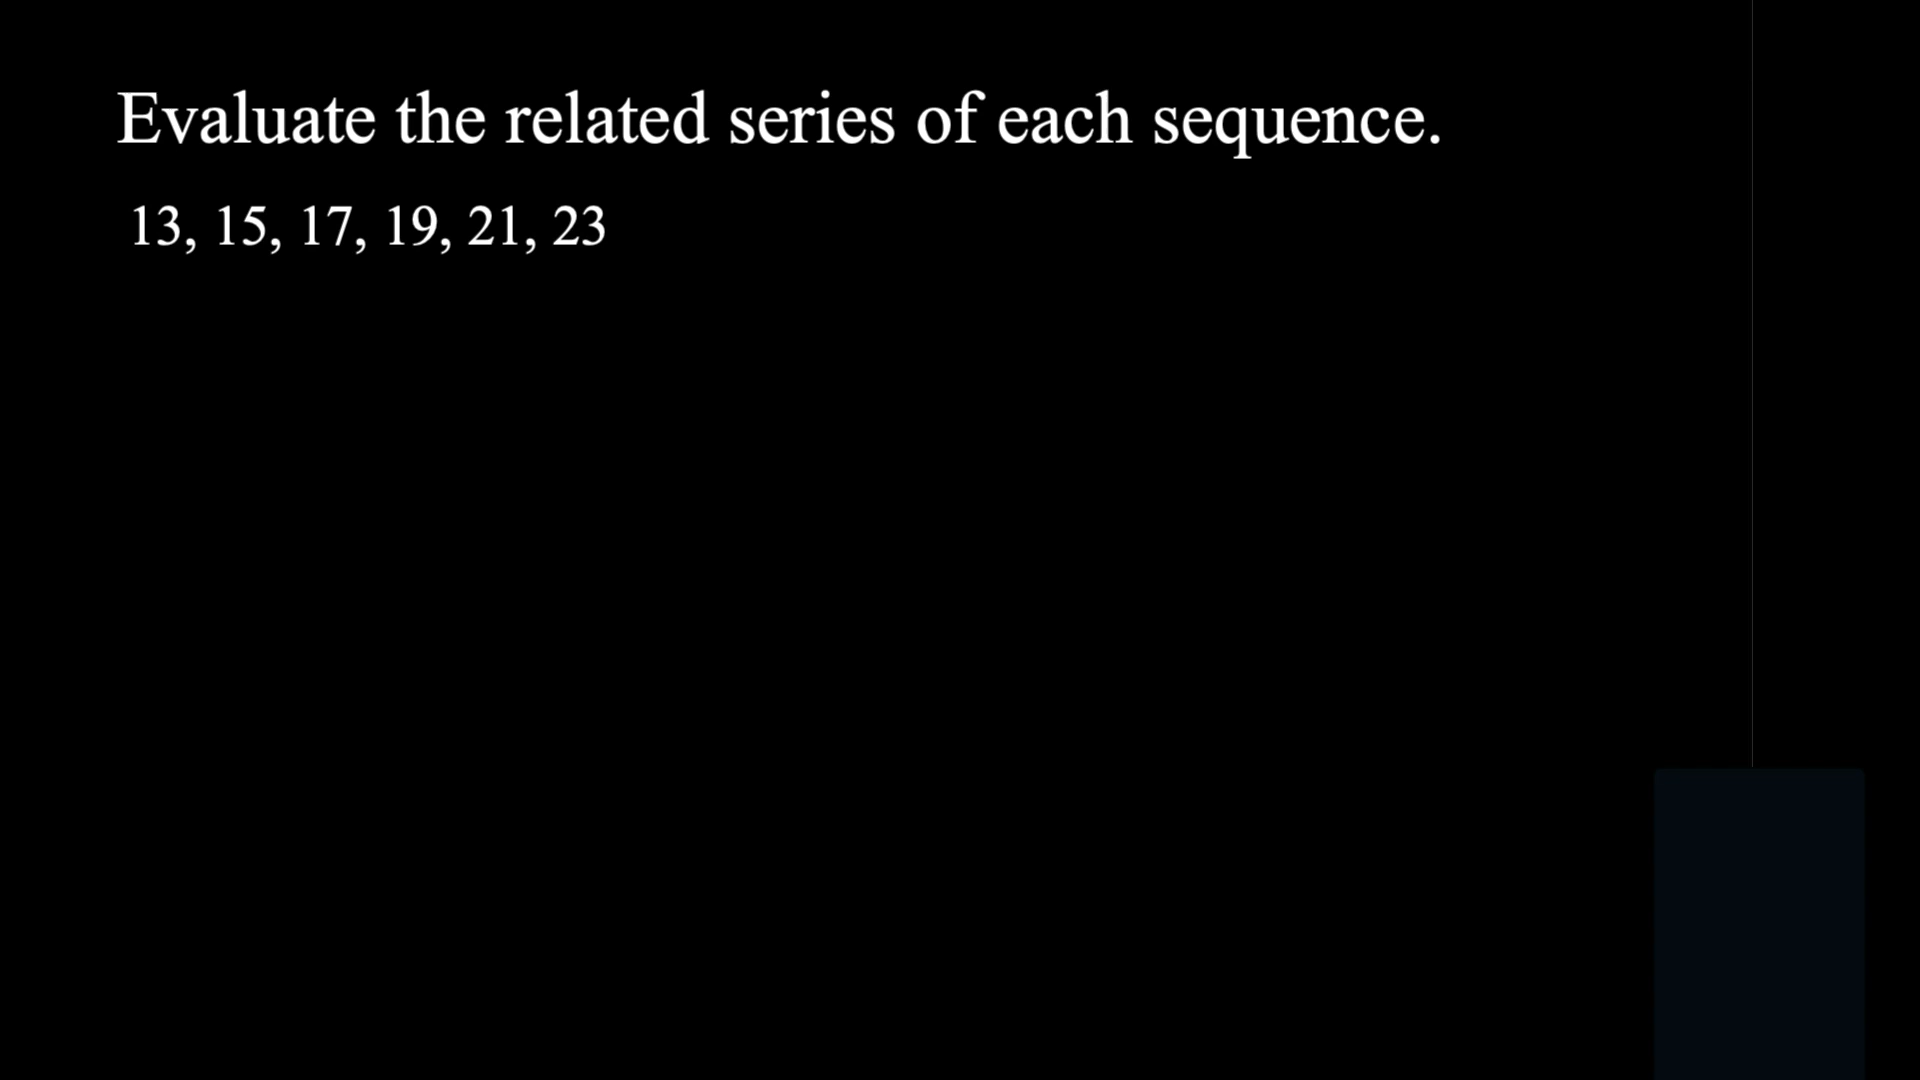 Evaluate the related series of each sequence.
13, 15, 17, 19, 21, 23